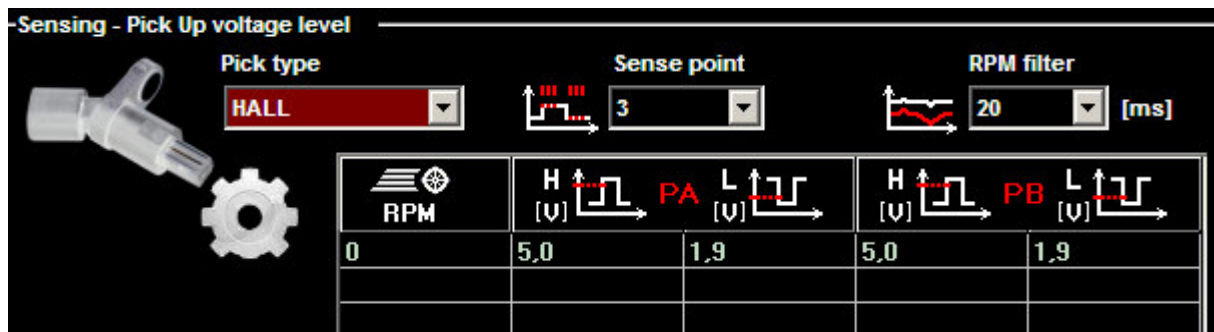 Sensing - Pick Up voltage level
Pick type Sense point RPM filter
HALL 3 20 [ms]
RPM H [V] PA L [V] H [V] PB L [V]
0 5,0 1,9 5,0 1,9